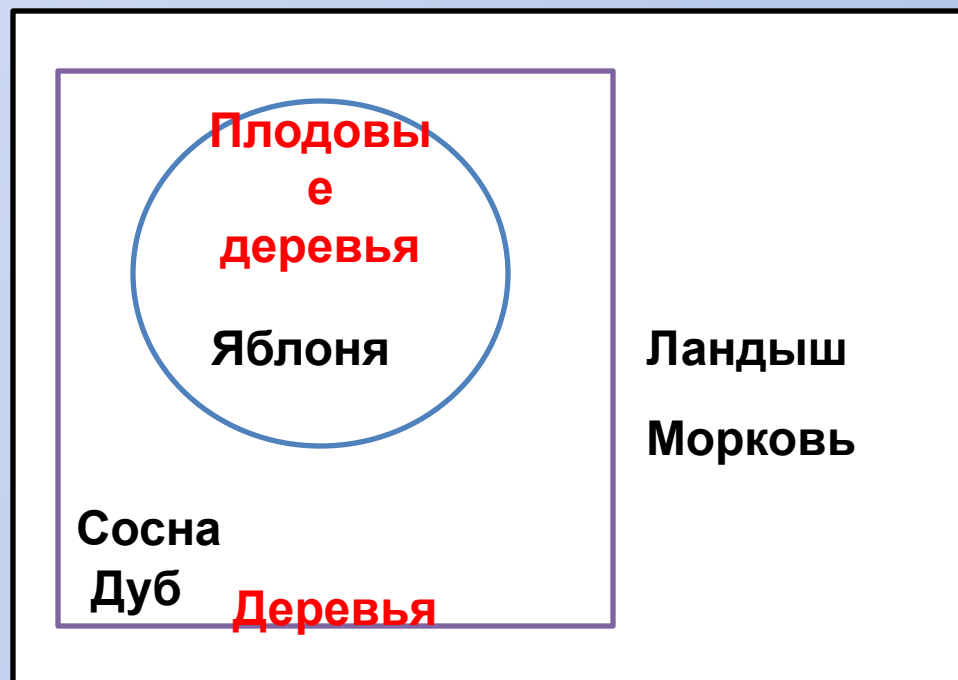 Плодовы
е
деревья
Яблоня
Ландыш
Морковь
Сосна
Дуб
Деревья